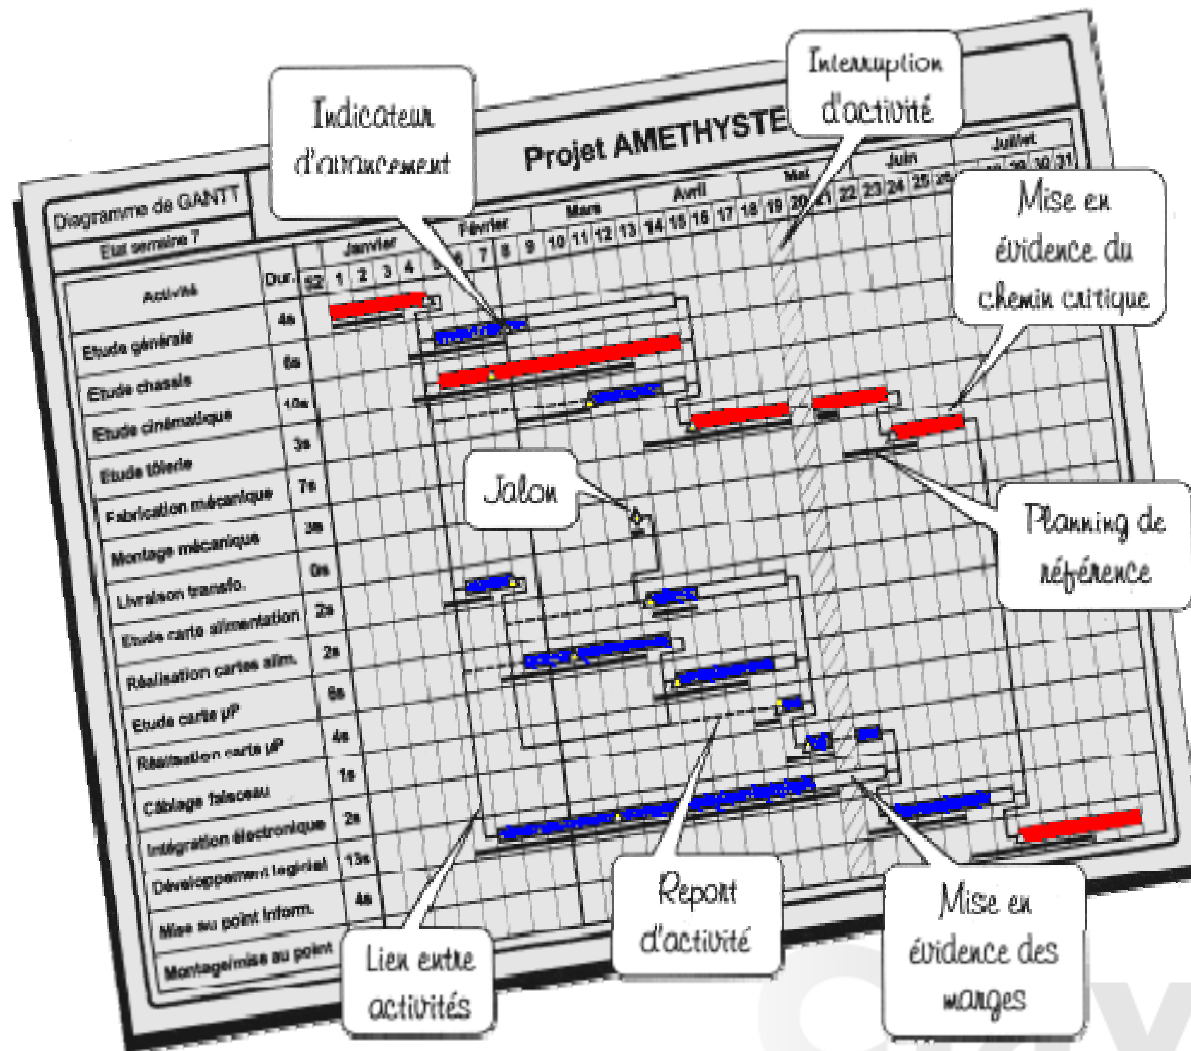 Interruption
d'activité
Indicateur
d'avancement
Projet AMETHYSTE
Mise en
évidence du
chemin critique
Diagramme de GANTT
Etat semaine 7
Janvier Février Mars Avril Mai Juin Juillet
Activité Dur. 52 1 2 3 4 5 6 7 8 9 10 11 12 13 14 15 16 17 18 19 20 21 22 23 24 25 26 29 30 31
Etude générale 4s
Etude chassis 6s
Etude cinématique 10s
Etude tôlerie 3s
Fabrication mécanique 7s
Montage mécanique 3s
Livraison transfo. 0s
Etude carte alimentation 2s
Réalisation cartes alim. 2s
Etude carte µP 6s
Réalisation carte µP 4s
Câblage faisceau 1s
Intégration électronique 2s
Développement logiciel 13s
Mise au point inform. 4s
Montage/mise au point
Jalon
Planning de
référence
Lien entre
activités
Report
d'activité
Mise en
évidence des
marges